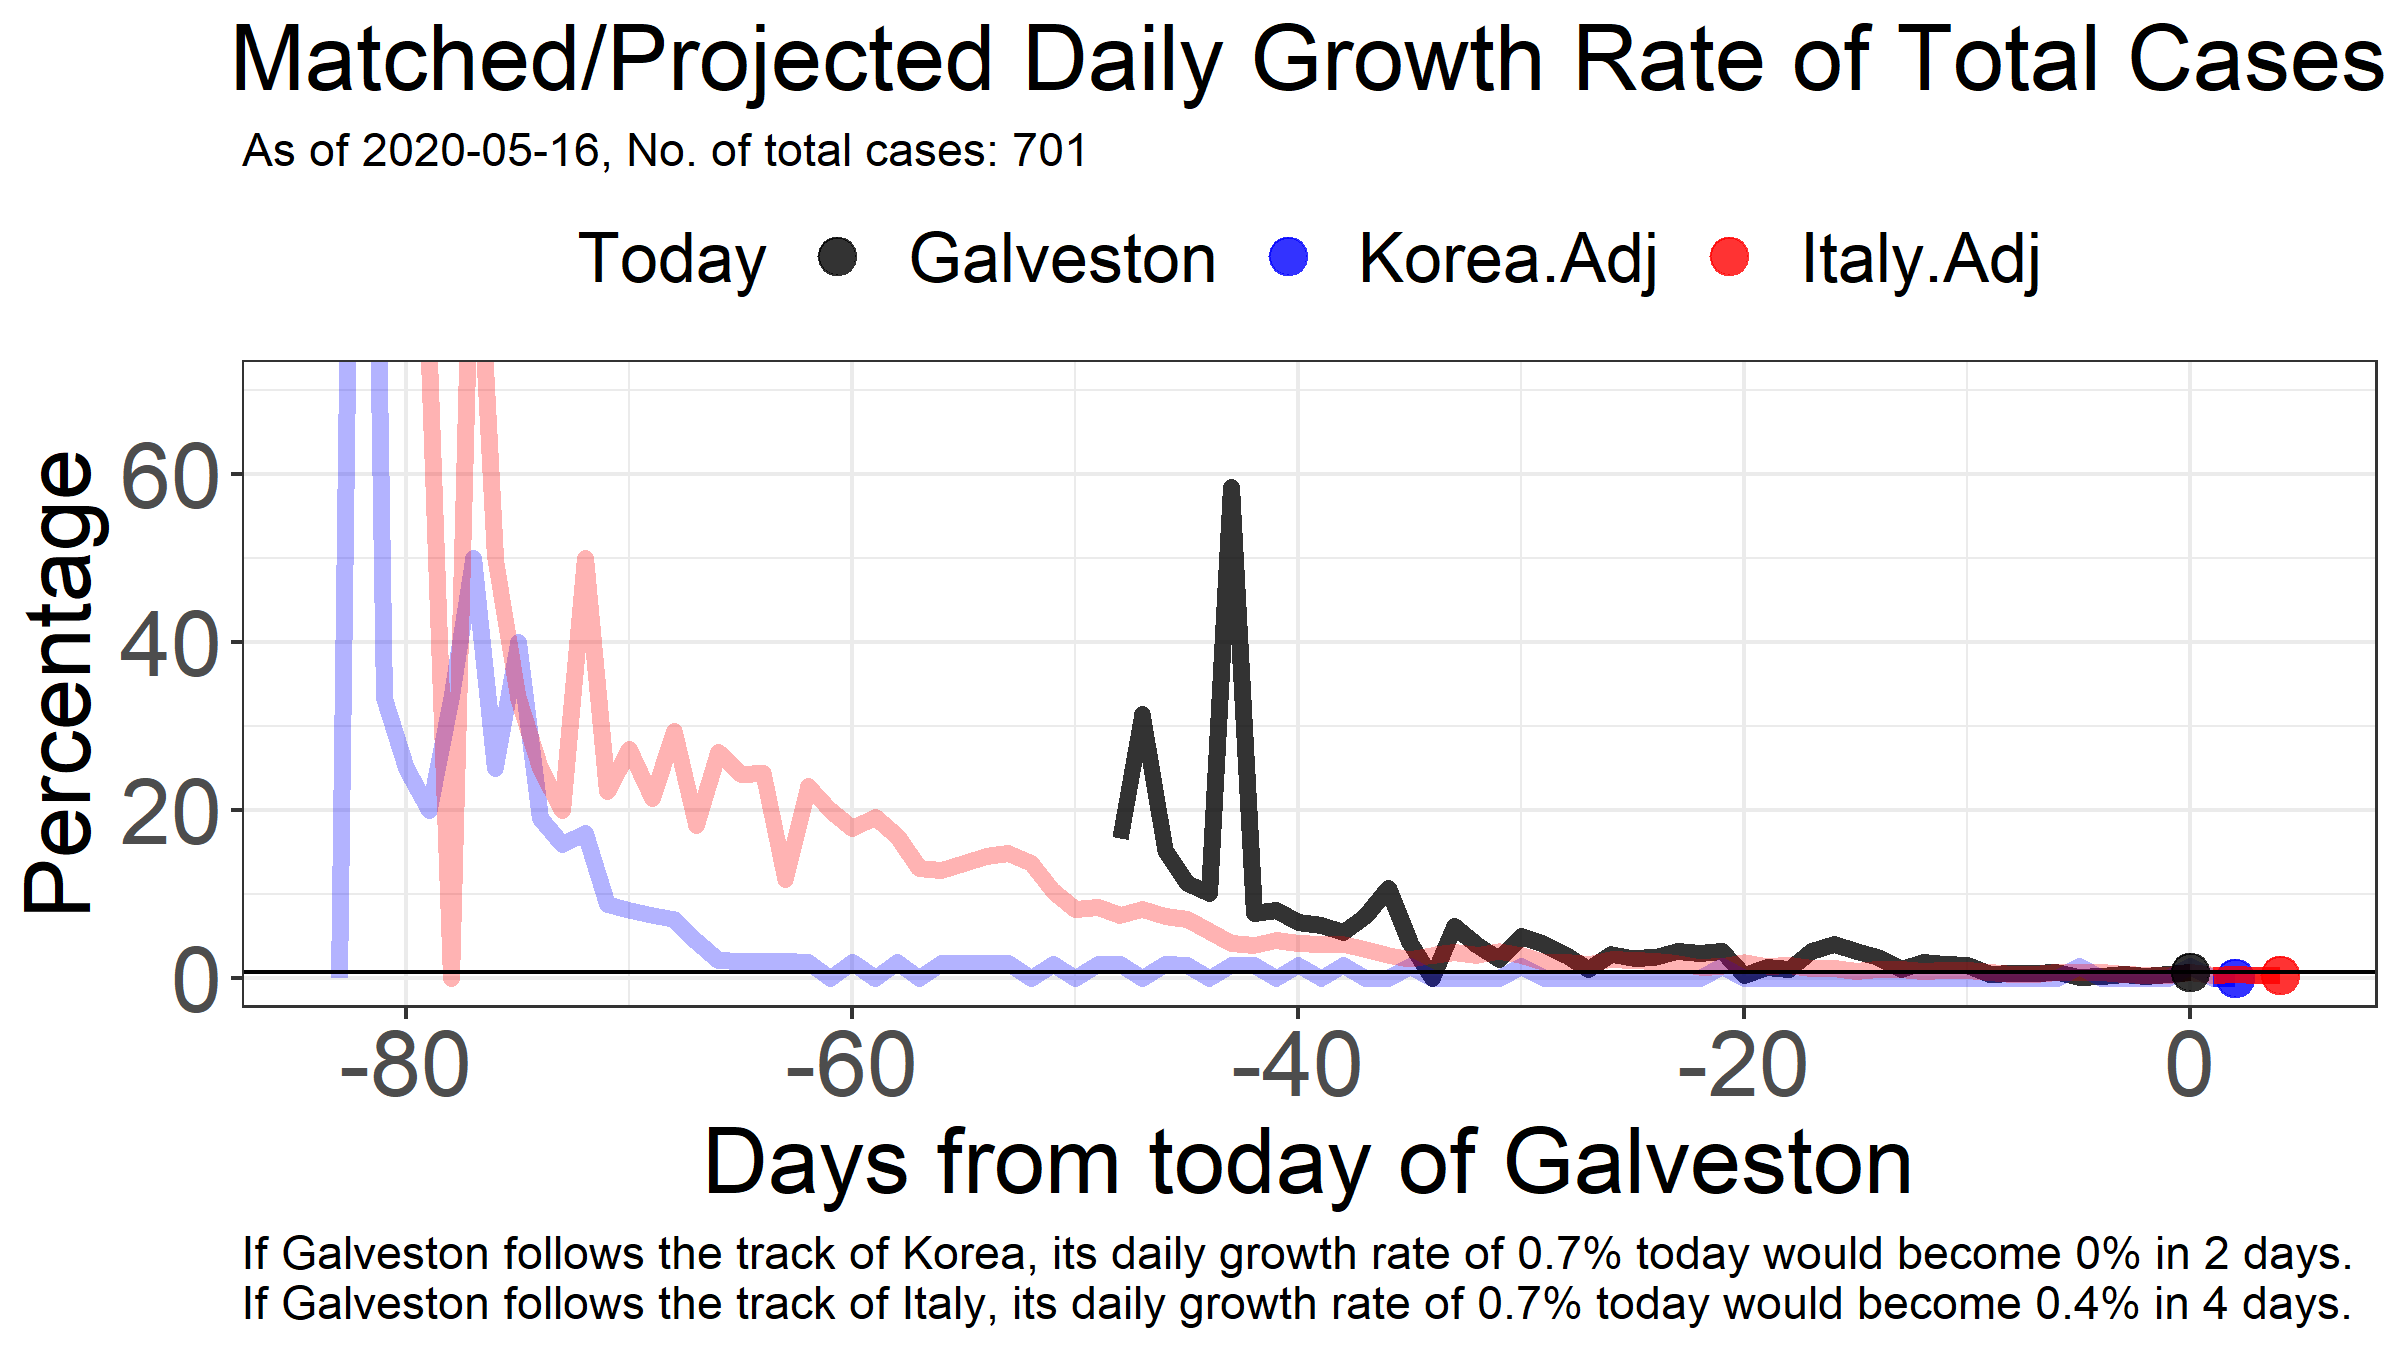 Matched/Projected Daily Growth Rate of Total Cases
As of 2020-05-16, No. of total cases: 701
Today Galveston Korea.Adj Italy.Adj
Percentage
60
40
20
0
-80 -60 -40 -20 0
Days from today of Galveston
If Galveston follows the track of Korea, its daily growth rate of 0.7% today would become 0% in 2 days.
If Galveston follows the track of Italy, its daily growth rate of 0.7% today would become 0.4% in 4 days.